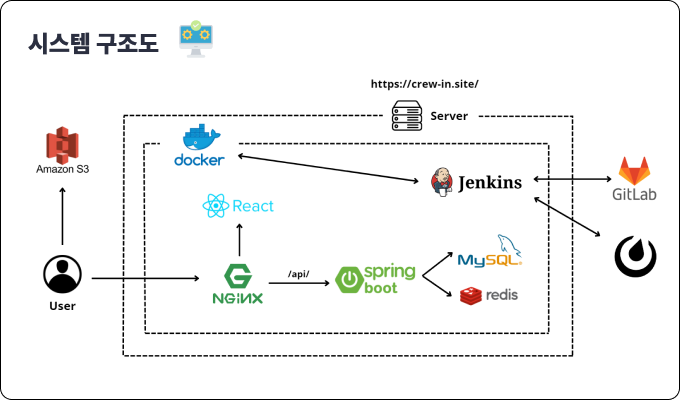 시스템 구조도
https://crew-in.site/
Server
docker
Amazon S3
Jenkins
GitLab
React
User
NGINX
/api/
spring
boot
MySQL
redis